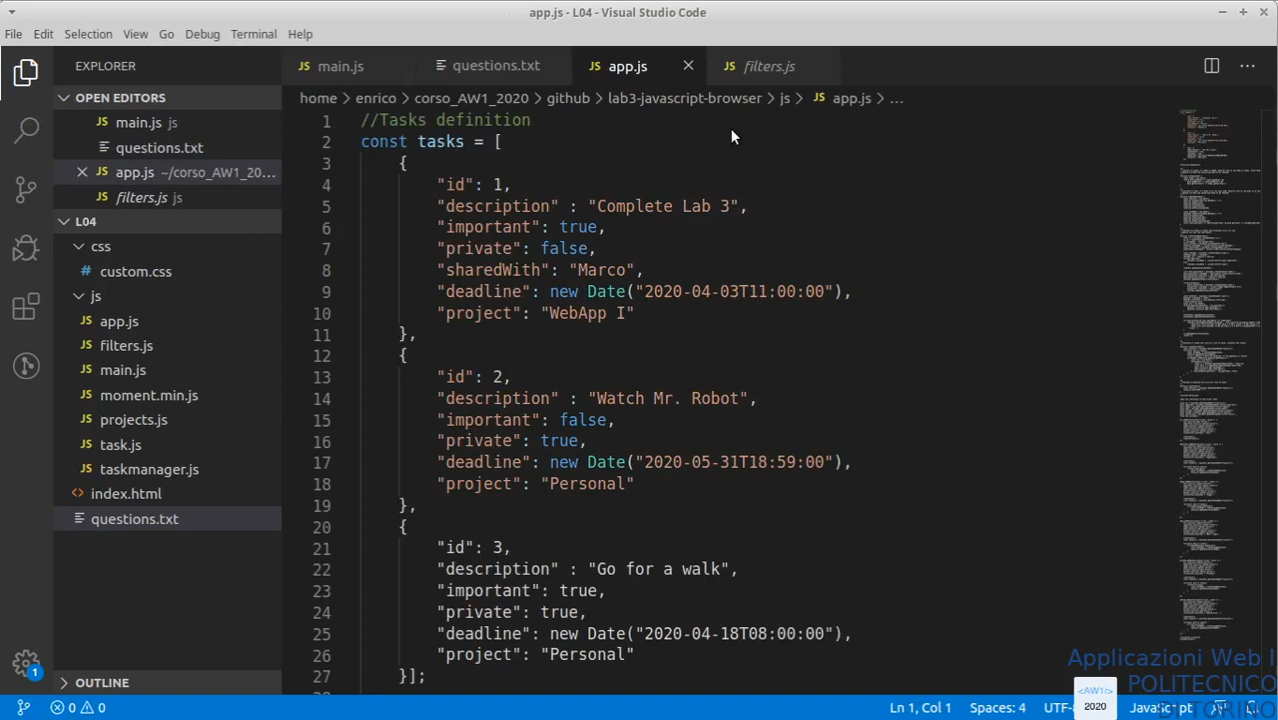 app.js - L04 - Visual Studio Code
File Edit Selection View Go Debug Terminal Help
EXPLORER
OPEN EDITORS
main.js js
questions.txt
app.js ~/corso_AW1_20...
filters.js js
L04
css
custom.css
js
app.js
filters.js
main.js
moment.min.js
projects.js
task.js
taskmanager.js
index.html
questions.txt
OUTLINE
main.js questions.txt app.js filters.js
home > enrico > corso_AW1_2020 > github > lab3-javascript-browser > js > JS app.js > ...
1 //Tasks definition
2 const tasks = [
3 {
4 "id": 1,
5 "description" : "Complete Lab 3",
6 "important": true,
7 "private": false,
8 "sharedWith": "Marco",
9 "deadline": new Date("2020-04-03T11:00:00"),
10 "project": "WebApp I"
11 },
12 {
13 "id": 2,
14 "description" : "Watch Mr. Robot",
15 "important": false,
16 "private": true,
17 "deadline": new Date("2020-05-31T18:59:00"),
18 "project": "Personal"
19 },
20 {
21 "id": 3,
22 "description" : "Go for a walk",
23 "important": true,
24 "private": true,
25 "deadline": new Date("2020-04-18T08:00:00"),
26 "project": "Personal"
27 }];
Applicazioni Web I
POLITECNICO
DI TORINO
<AW1/>
2020
1
0 0 Ln 1, Col 1 Spaces: 4 JavaScript